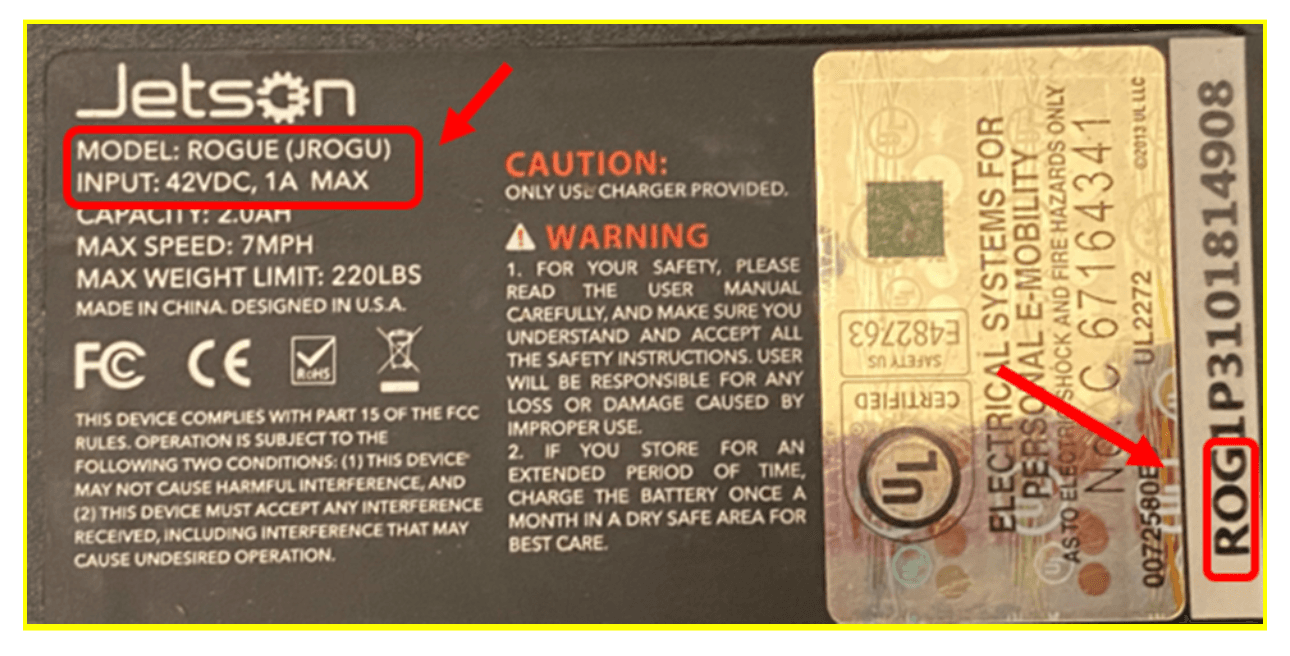 Jetson
MODEL: ROGUE (JROGU)
INPUT: 42VDC, 1A MAX
CAPACITY: 2.0AH
MAX SPEED: 7MPH
MAX WEIGHT LIMIT: 220LBS
MADE IN CHINA. DESIGNED IN U.S.A.
FC CE RoHS
THIS DEVICE COMPLIES WITH PART 15 OF THE FCC
RULES. OPERATION IS SUBJECT TO THE
FOLLOWING TWO CONDITIONS: (1) THIS DEVICE
MAY NOT CAUSE HARMFUL INTERFERENCE, AND
(2) THIS DEVICE MUST ACCEPT ANY INTERFERENCE
RECEIVED, INCLUDING INTERFERENCE THAT MAY
CAUSE UNDESIRED OPERATION.
CAUTION:
ONLY USE CHARGER PROVIDED.
WARNING
1. FOR YOUR SAFETY, PLEASE
READ THE USER MANUAL
CAREFULLY, AND MAKE SURE YOU
UNDERSTAND AND ACCEPT ALL
THE SAFETY INSTRUCTIONS. USER
WILL BE RESPONSIBLE FOR ANY
LOSS OR DAMAGE CAUSED BY
IMPROPER USE.
2. IF YOU STORE FOR AN
EXTENDED PERIOD OF TIME,
CHARGE THE BATTERY ONCE A
MONTH IN A DRY SAFE AREA FOR
BEST CARE.
UL
CERTIFIED
SAFETY US
E482763
ELECTRICAL SYSTEMS FOR
PERSONAL E-MOBILITY
AS TO ELECTRIC SHOCK AND FIRE HAZARDS ONLY
No. C 67164341
00725580E UL2272 ©2013 UL LLC
ROG1P3101814908